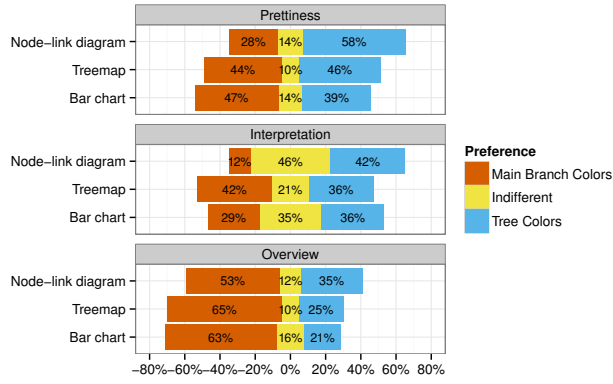 Prettiness
Node−link diagram 28% 14% 58%
Treemap 44% 10% 46%
Bar chart 47% 14% 39%
Interpretation
Node−link diagram 12% 46% 42%
Treemap 42% 21% 36%
Bar chart 29% 35% 36%
Preference
Main Branch Colors
Indifferent
Tree Colors
Overview
Node−link diagram 53% 12% 35%
Treemap 65% 10% 25%
Bar chart 63% 16% 21%
−80% −60% −40% −20% 0% 20% 40% 60% 80%